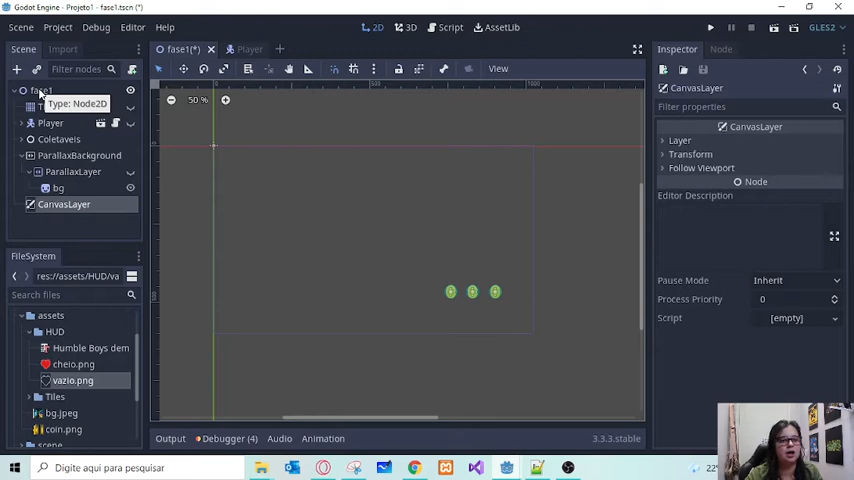 Godot Engine - Projeto1 - fase1.tscn (*)
Scene Project Debug Editor Help
2D 3D Script AssetLib
GLES2
Scene Import
fase1(*) Player
Inspector Node
Filter nodes
View
CanvasLayer
fase1
50 %
500
1000
Filter properties
T
Type: Node2D
Player
CanvasLayer
Coletaveis
Layer
ParallaxBackground
Transform
ParallaxLayer
Follow Viewport
bg
Node
CanvasLayer
Editor Description
FileSystem
res://assets/HUD/va
Pause Mode Inherit
Search files
Process Priority 0
500
assets
Script [empty]
HUD
Humble Boys dem
cheio.png
vazio.png
Tiles
bg.jpeg
coin.png
scene
Output Debugger (4) Audio Animation
3.3.3.stable
Digite aqui para pesquisar
22°